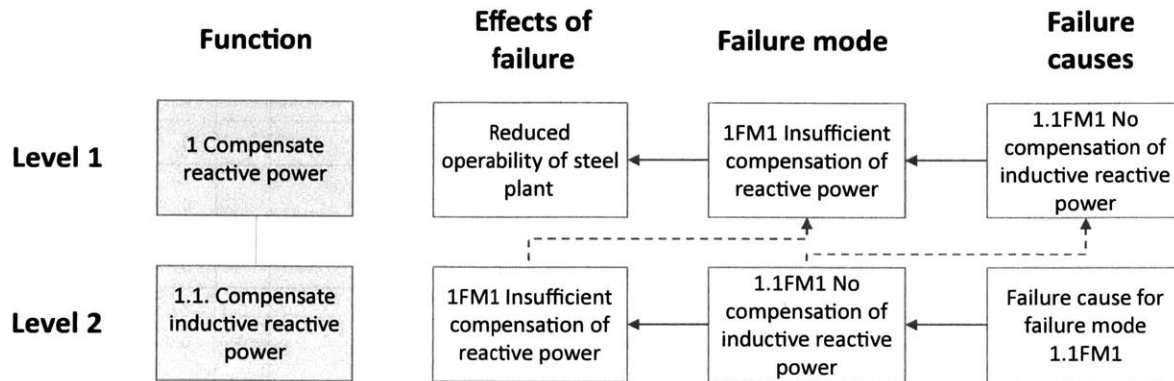 Function
Effects of
failure
Failure mode
Failure
causes
Level 1
1 Compensate
reactive power
Reduced
operability of steel
plant
1FM1 Insufficient
compensation of
reactive power
1.1FM1 No
compensation of
inductive reactive
power
Level 2
1.1. Compensate
inductive reactive
power
1FM1 Insufficient
compensation of
reactive power
1.1FM1 No
compensation of
inductive reactive
power
Failure cause for
failure mode
1.1FM1